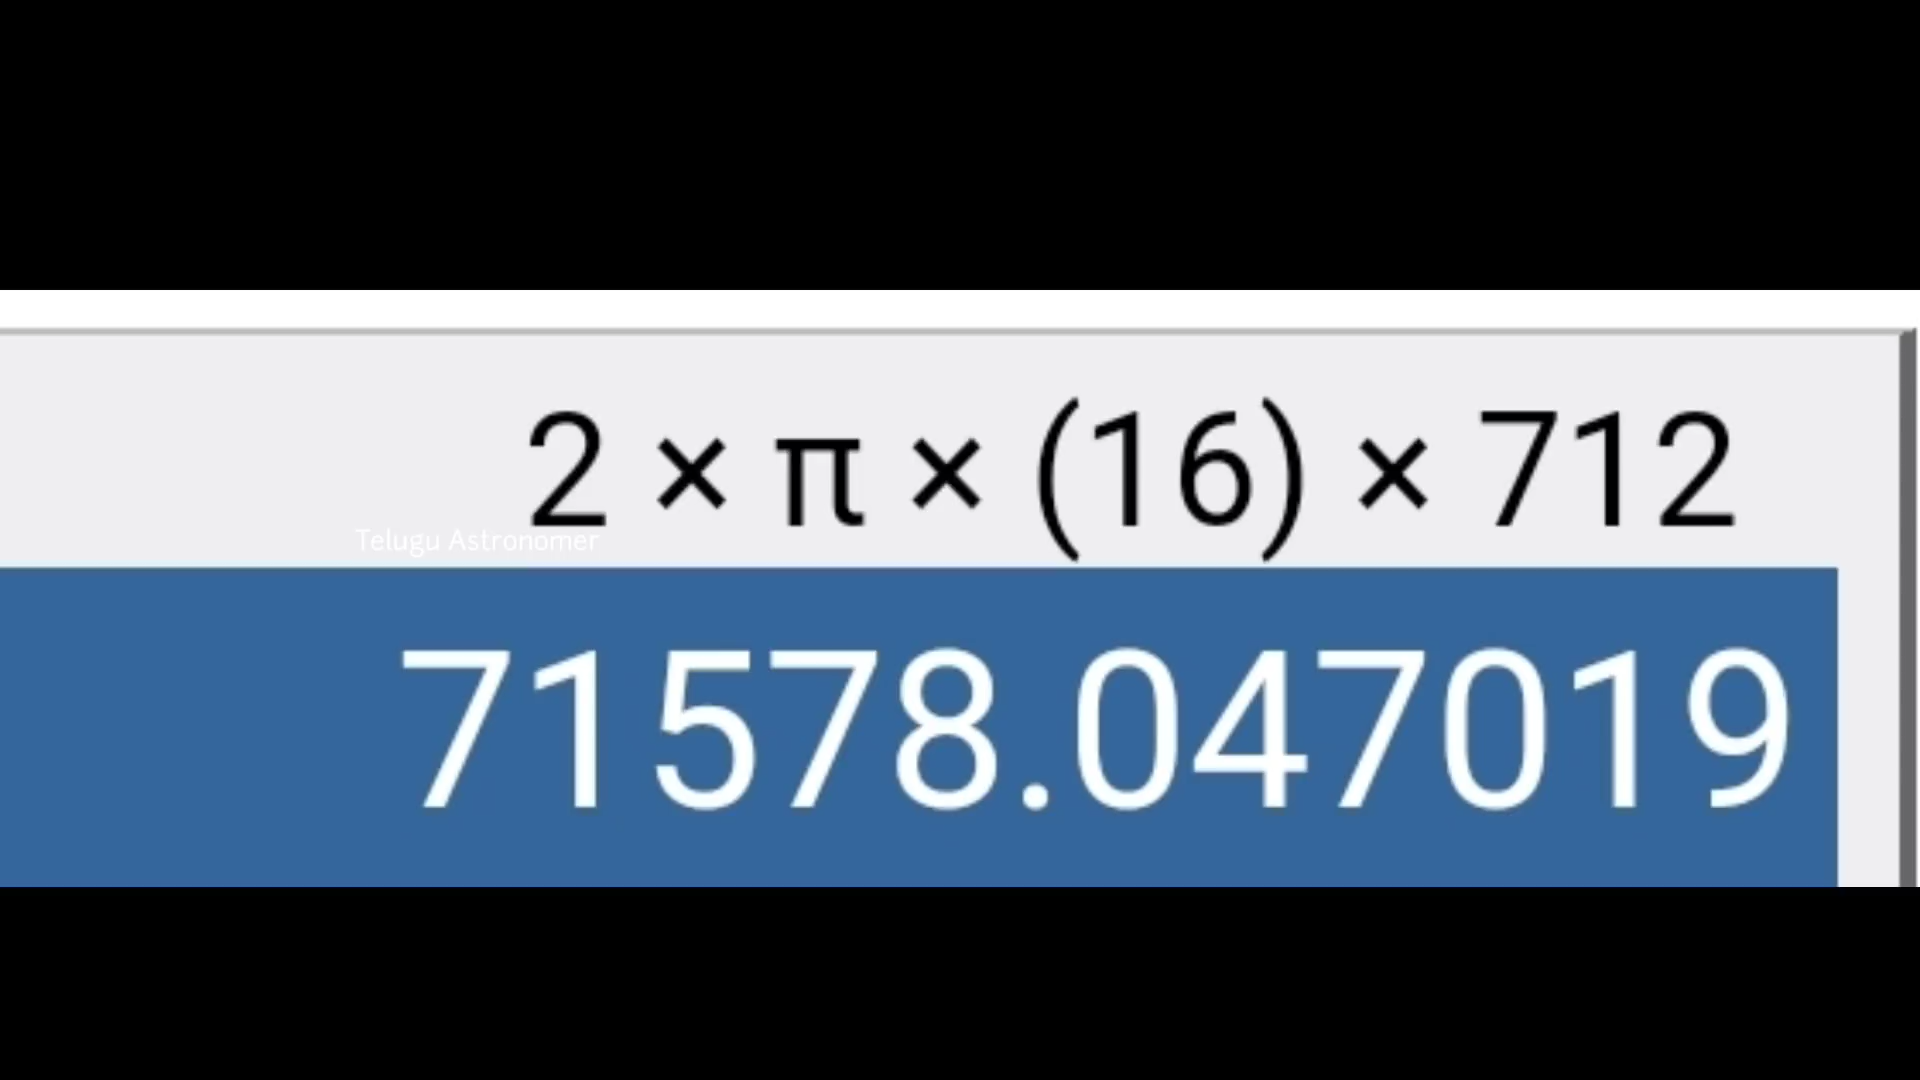 2 × π × (16) × 712
Telugu Astronomer
71578.047019